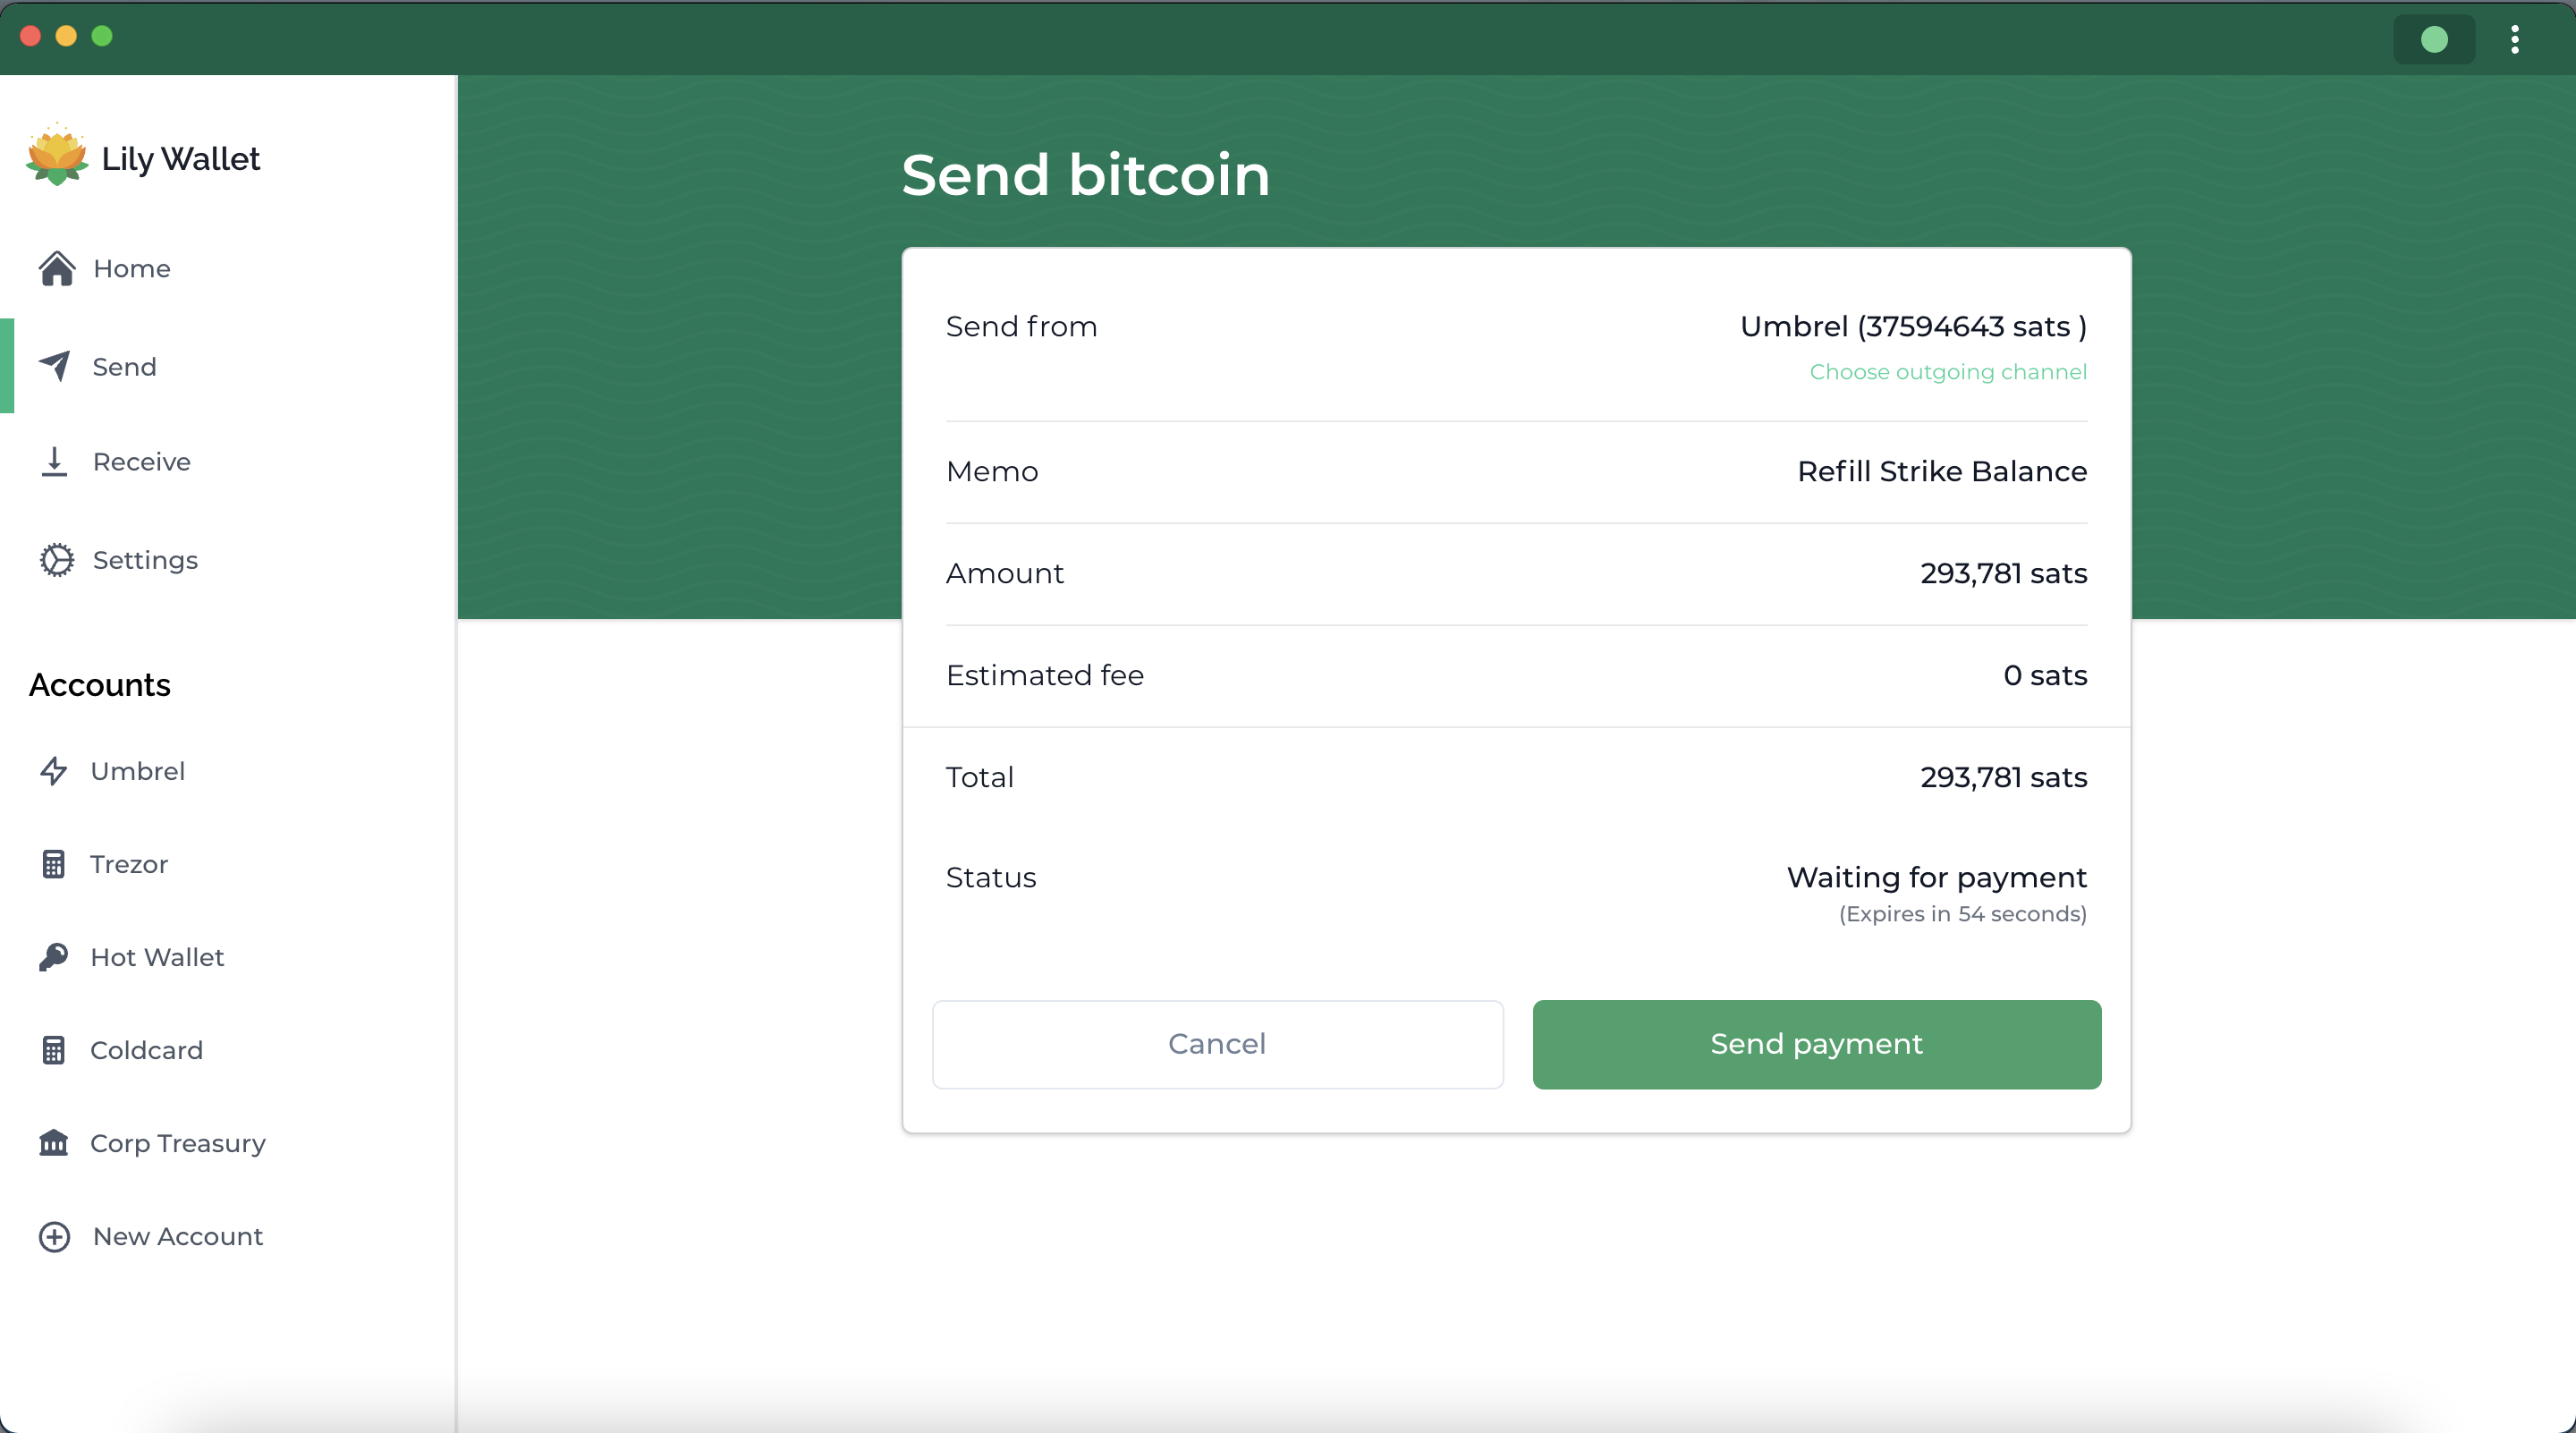 Lily Wallet
Home
Send
Receive
Settings
Accounts
Umbrel
Trezor
Hot Wallet
Coldcard
Corp Treasury
New Account
Send bitcoin
Send from Umbrel (37594643 sats )
Choose outgoing channel
Memo Refill Strike Balance
Amount 293,781 sats
Estimated fee 0 sats
Total 293,781 sats
Status Waiting for payment
(Expires in 54 seconds)
Cancel Send payment